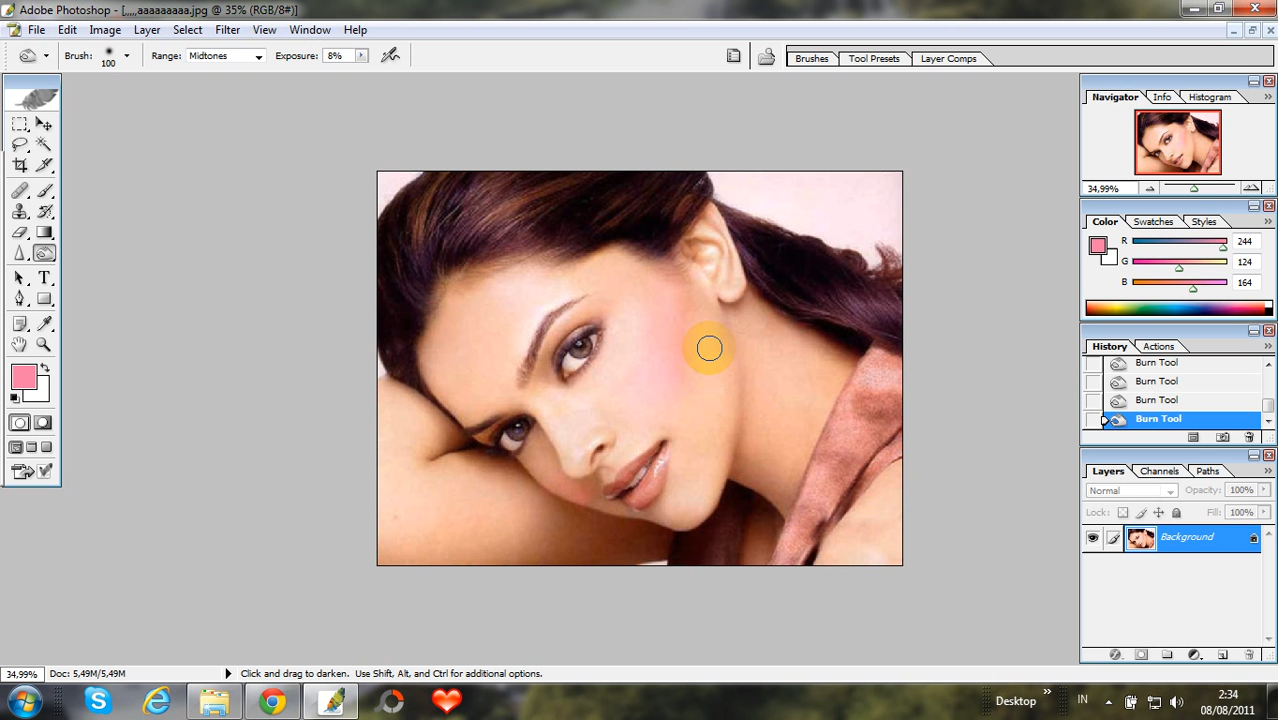 Adobe Photoshop - [,,,,aaaaaaaaa.jpg @ 35% (RGB/8#)]
File Edit Image Layer Select Filter View Window Help
Brush: 100 Range: Midtones Exposure: 8% Brushes Tool Presets Layer Comps
Navigator Info Histogram
34,99%
Color Swatches Styles
R 244
G 124
B 164
History Actions
Burn Tool
Burn Tool
Burn Tool
Burn Tool
Layers Channels Paths
Normal Opacity: 100%
Lock: Fill: 100%
Background
T
34,99% Doc: 5,49M/5,49M Click and drag to darken. Use Shift, Alt, and Ctrl for additional options.
Desktop IN 2:34
08/08/2011